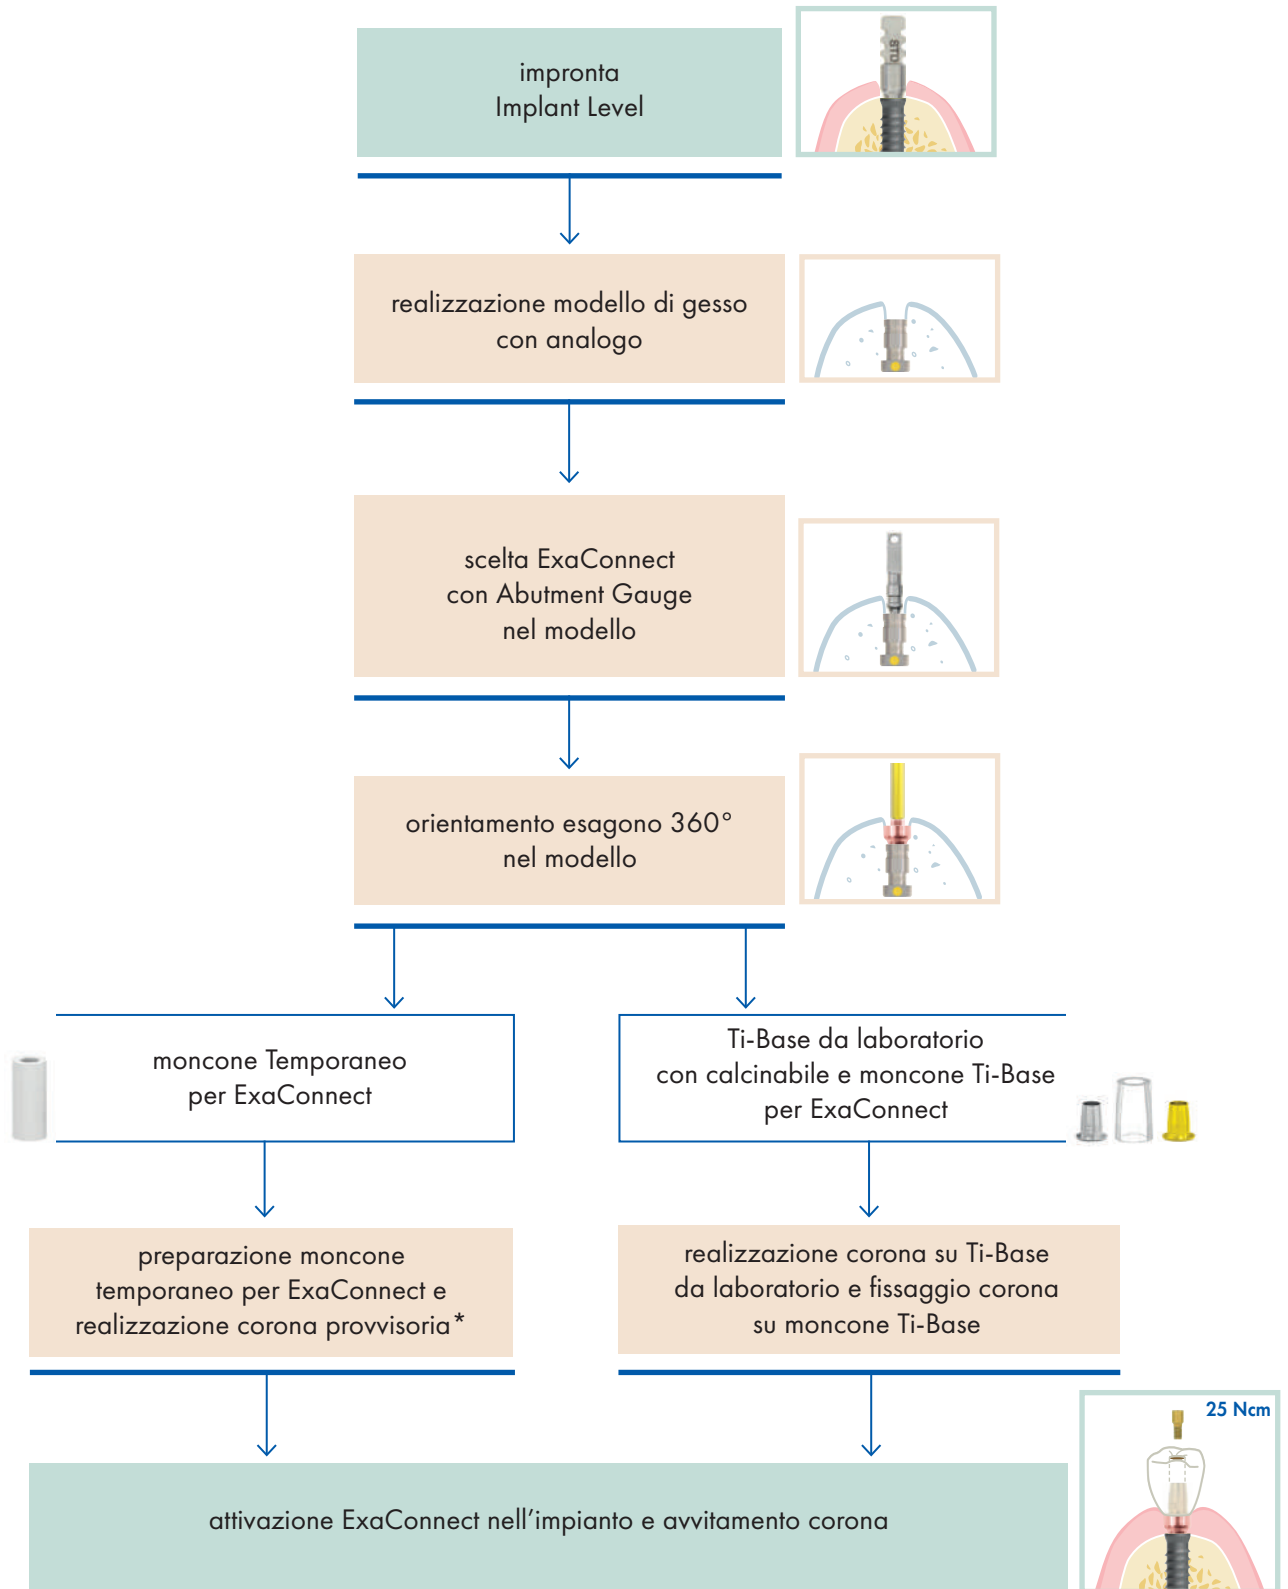 impronta
Implant Level
STD
realizzazione modello di gesso
con analogo
scelta ExaConnect
con Abutment Gauge
nel modello
orientamento esagono 360°
nel modello
moncone Temporaneo
per ExaConnect
Ti-Base da laboratorio
con calcinabile e moncone Ti-Base
per ExaConnect
preparazione moncone
temporaneo per ExaConnect e
realizzazione corona provvisoria*
realizzazione corona su Ti-Base
da laboratorio e fissaggio corona
su moncone Ti-Base
25 Ncm
attivazione ExaConnect nell’impianto e avvitamento corona